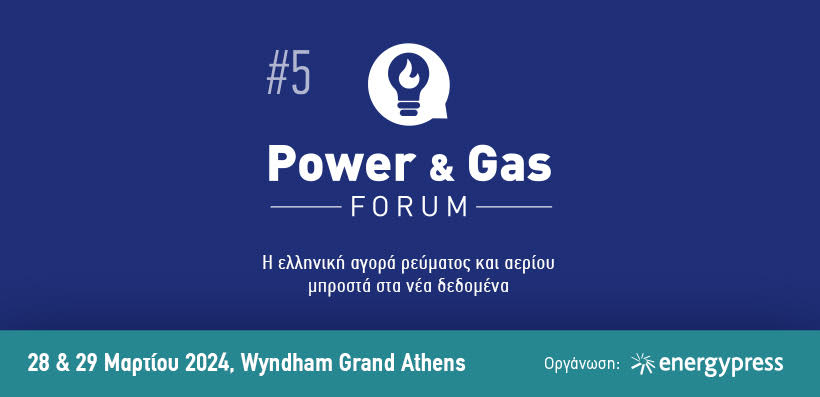 #5
Power & Gas
FORUM
Η ελληνική αγορά ρεύματος και αερίου
μπροστά στα νέα δεδομένα
28 & 29 Μαρτίου 2024, Wyndham Grand Athens
Οργάνωση: energypress